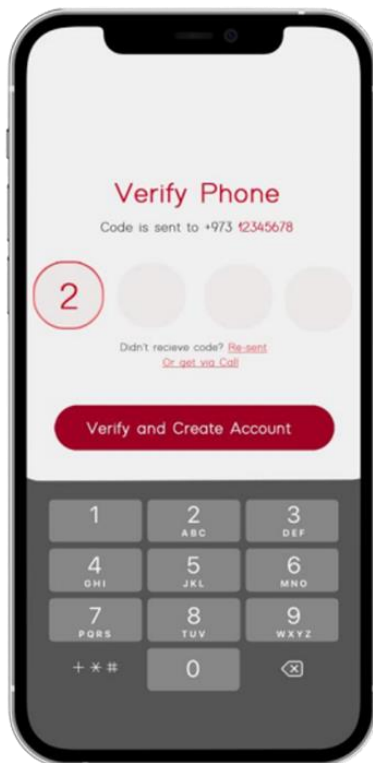 Verify Phone
Code is sent to +973 12345678
2
Didn't recieve code? Re-sent
Or get via Call
Verify and Create Account
1
2
ABC
3
DEF
4
GHI
5
JKL
6
MNO
7
PQRS
8
TUV
9
WXYZ
+*#
0